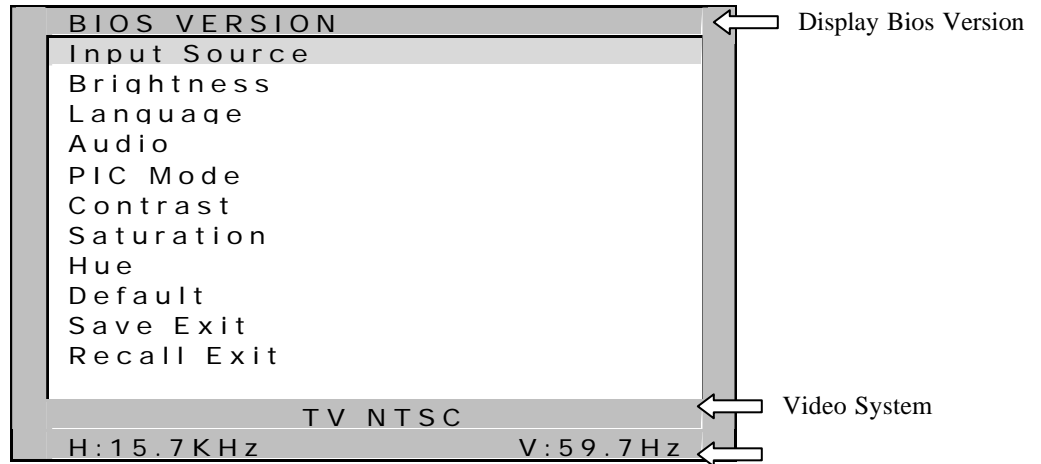 BIOS VERSION
Display Bios Version
Input Source
Brightness
Language
Audio
PIC Mode
Contrast
Saturation
Hue
Default
Save Exit
Recall Exit
TV NTSC
Video System
H:15.7KHz V:59.7Hz